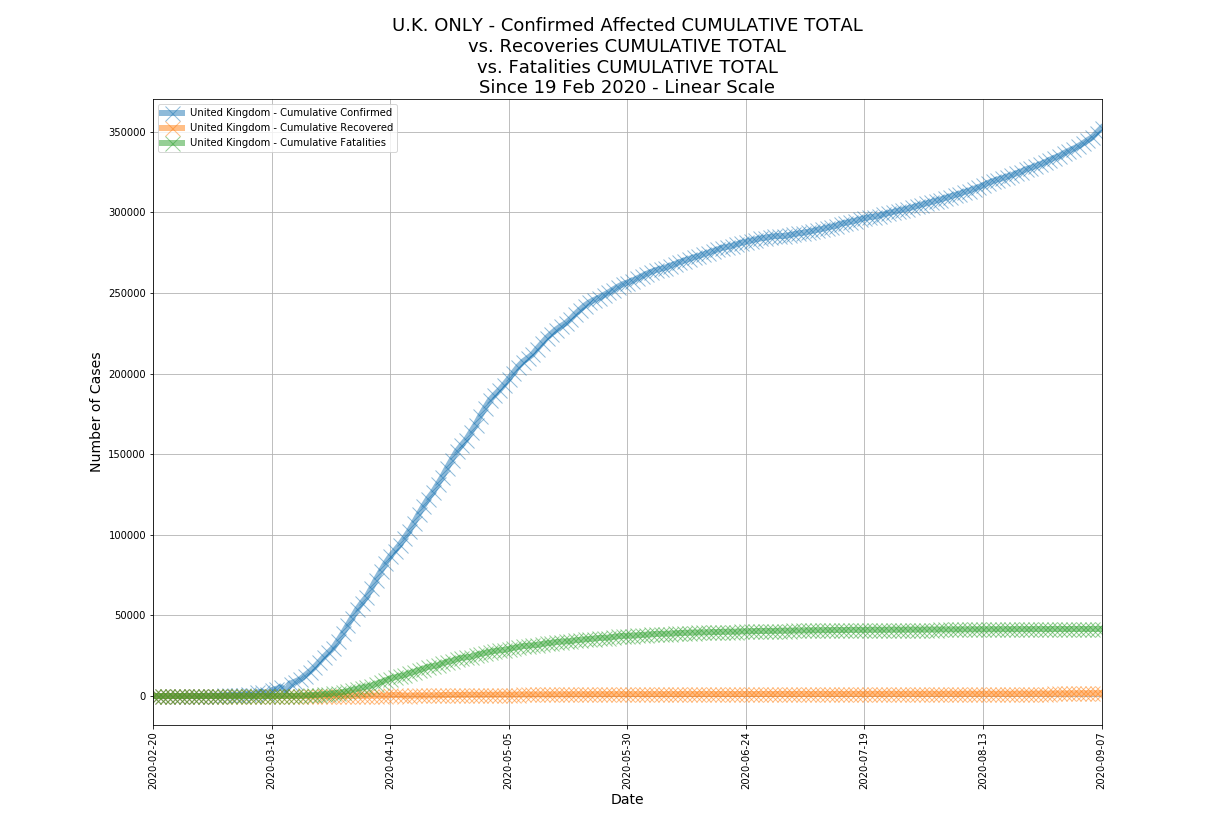 U.K. ONLY - Confirmed Affected CUMULATIVE TOTAL
vs. Recoveries CUMULATIVE TOTAL
vs. Fatalities CUMULATIVE TOTAL
Since 19 Feb 2020 - Linear Scale
United Kingdom - Cumulative Confirmed
United Kingdom - Cumulative Recovered
United Kingdom - Cumulative Fatalities
Number of Cases
350000
300000
250000
200000
150000
100000
50000
0
2020-02-20
2020-03-16
2020-04-10
2020-05-05
2020-05-30
2020-06-24
2020-07-19
2020-08-13
2020-09-07
Date